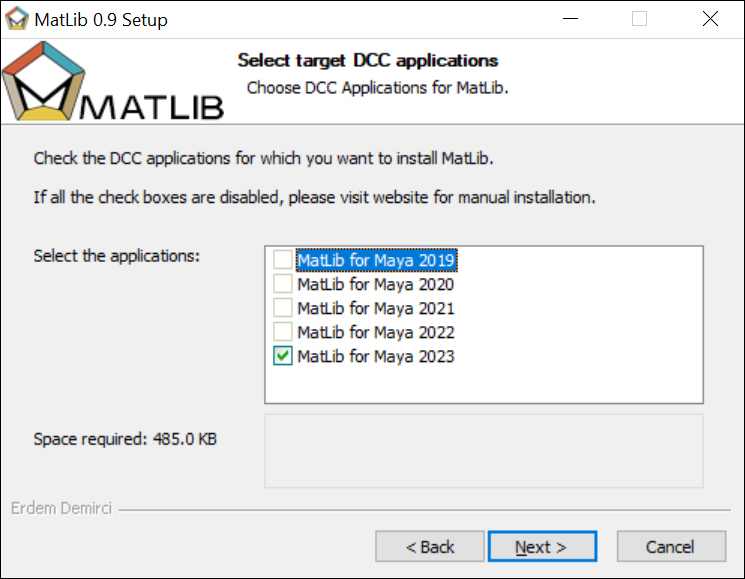 MatLib 0.9 Setup
MATLIB
Select target DCC applications
Choose DCC Applications for MatLib.
Check the DCC applications for which you want to install MatLib.
If all the check boxes are disabled, please visit website for manual installation.
Select the applications:
MatLib for Maya 2019
MatLib for Maya 2020
MatLib for Maya 2021
MatLib for Maya 2022
MatLib for Maya 2023
Space required: 485.0 KB
Erdem Demirci
< Back
Next >
Cancel